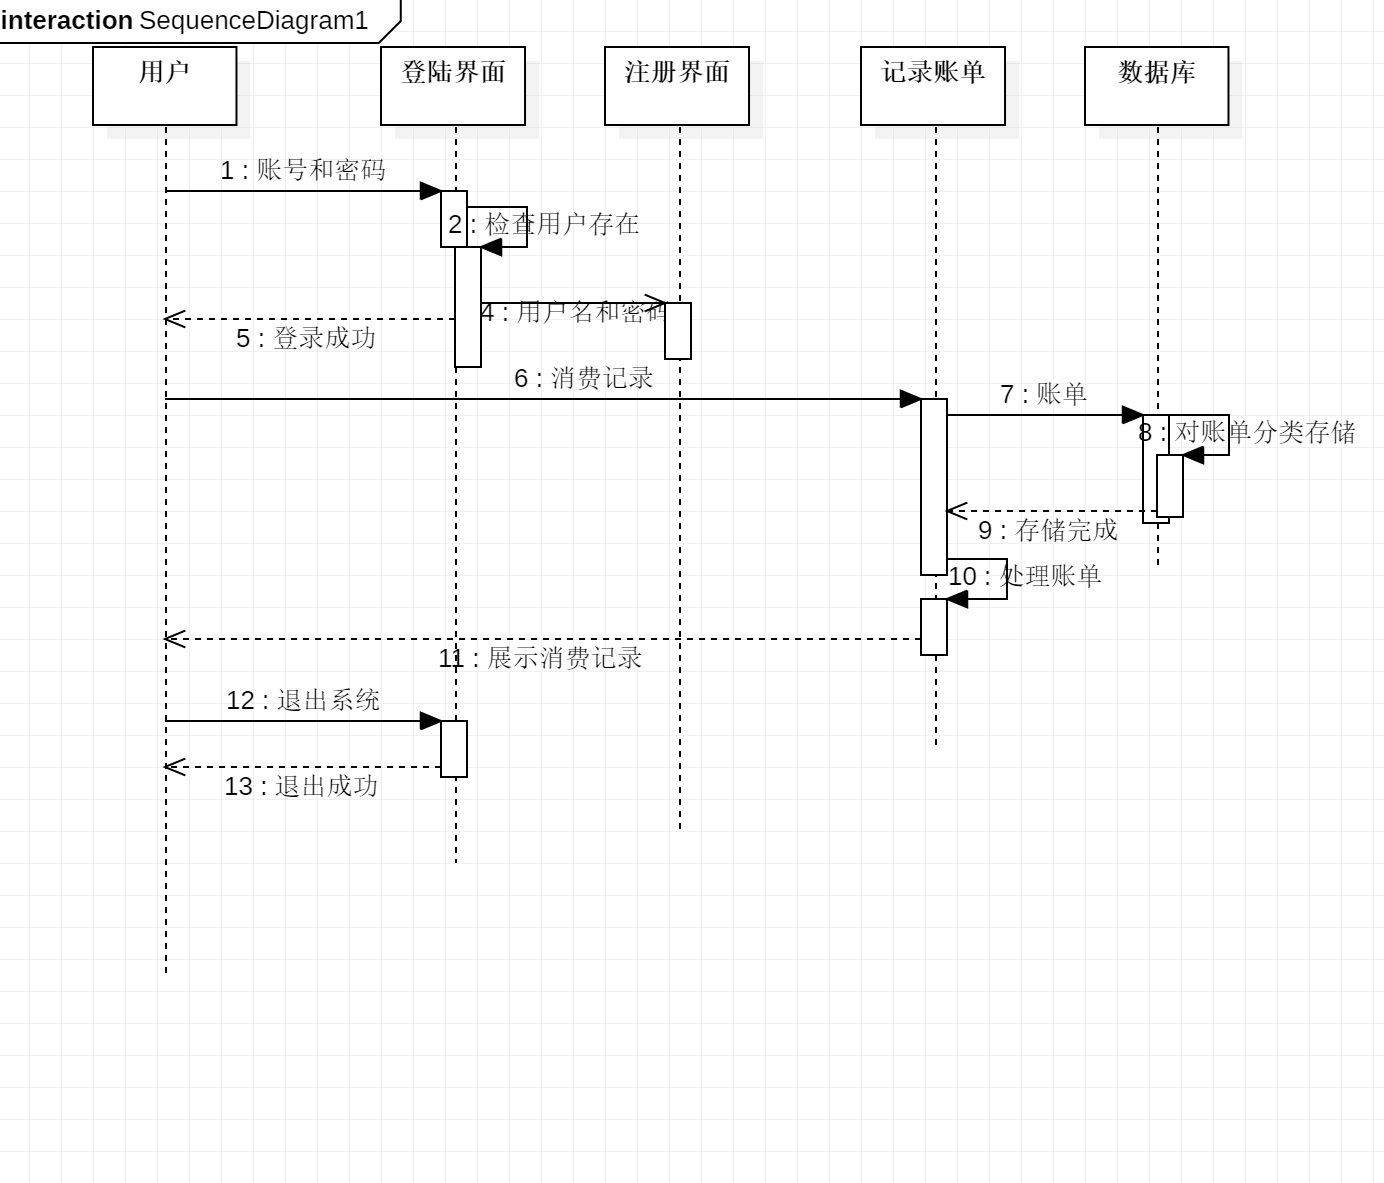 interaction SequenceDiagram1
用户
登陆界面
注册界面
记录账单
数据库
1 : 账号和密码
2 : 检查用户存在
4 : 用户名和密码
5 : 登录成功
6 : 消费记录
7 : 账单
8 : 对账单分类存储
9 : 存储完成
10 : 处理账单
11 : 展示消费记录
12 : 退出系统
13 : 退出成功